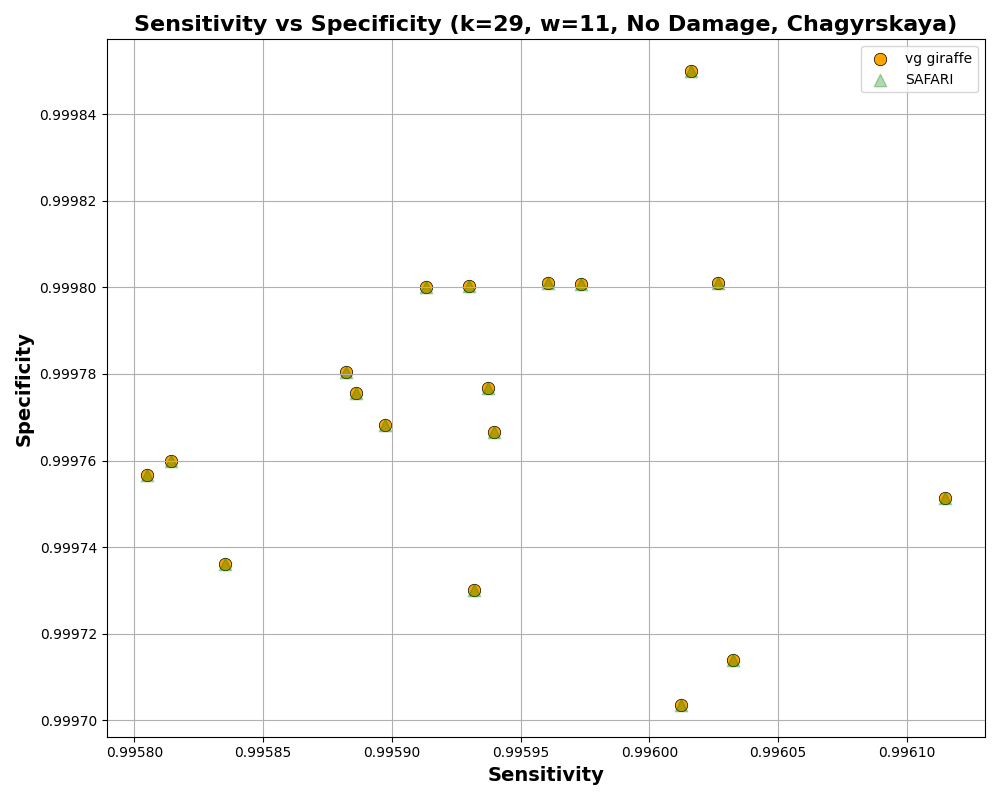 Sensitivity vs Specificity (k=29, w=11, No Damage, Chagyrskaya)
vg giraffe
SAFARI
0.99984
0.99982
0.99980
0.99978
0.99976
0.99974
0.99972
0.99970
Specificity
0.99580 0.99585 0.99590 0.99595 0.99600 0.99605 0.99610
Sensitivity